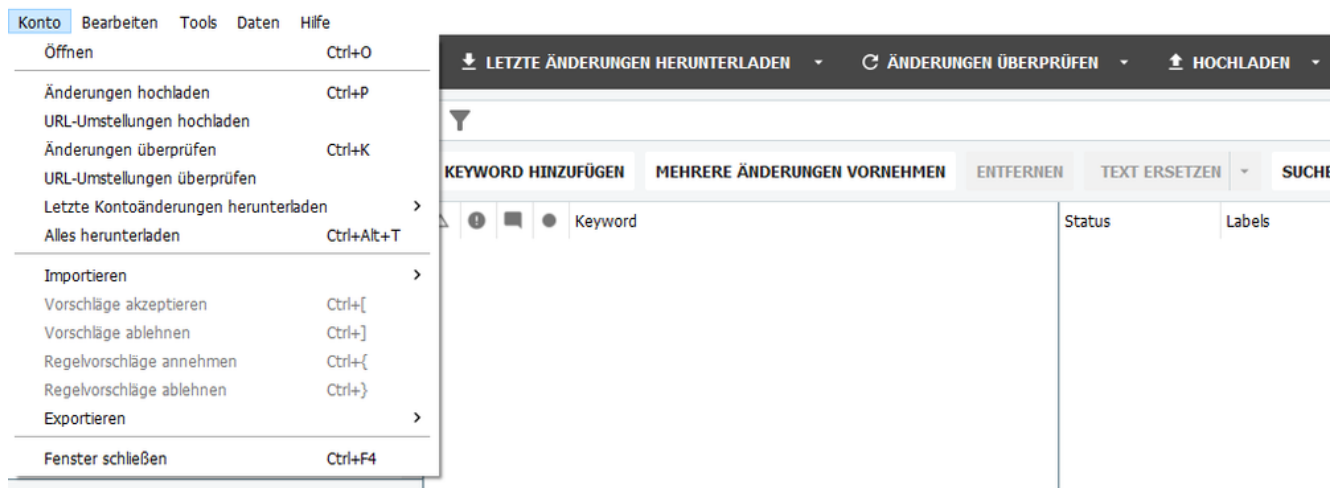 Konto Bearbeiten Tools Daten Hilfe
Öffnen Ctrl+O
LETZTE ÄNDERUNGEN HERUNTERLADEN ÄNDERUNGEN ÜBERPRÜFEN HOCHLADEN
Änderungen hochladen Ctrl+P
URL-Umstellungen hochladen
Änderungen überprüfen Ctrl+K
URL-Umstellungen überprüfen
KEYWORD HINZUFÜGEN MEHRERE ÄNDERUNGEN VORNEHMEN ENTFERNEN TEXT ERSETZEN SUCHE
Letzte Kontoänderungen herunterladen
Keyword Status Labels
Alles herunterladen Ctrl+Alt+T
Importieren
Vorschläge akzeptieren Ctrl+[
Vorschläge ablehnen Ctrl+]
Regelvorschläge annehmen Ctrl+{
Regelvorschläge ablehnen Ctrl+}
Exportieren
Fenster schließen Ctrl+F4